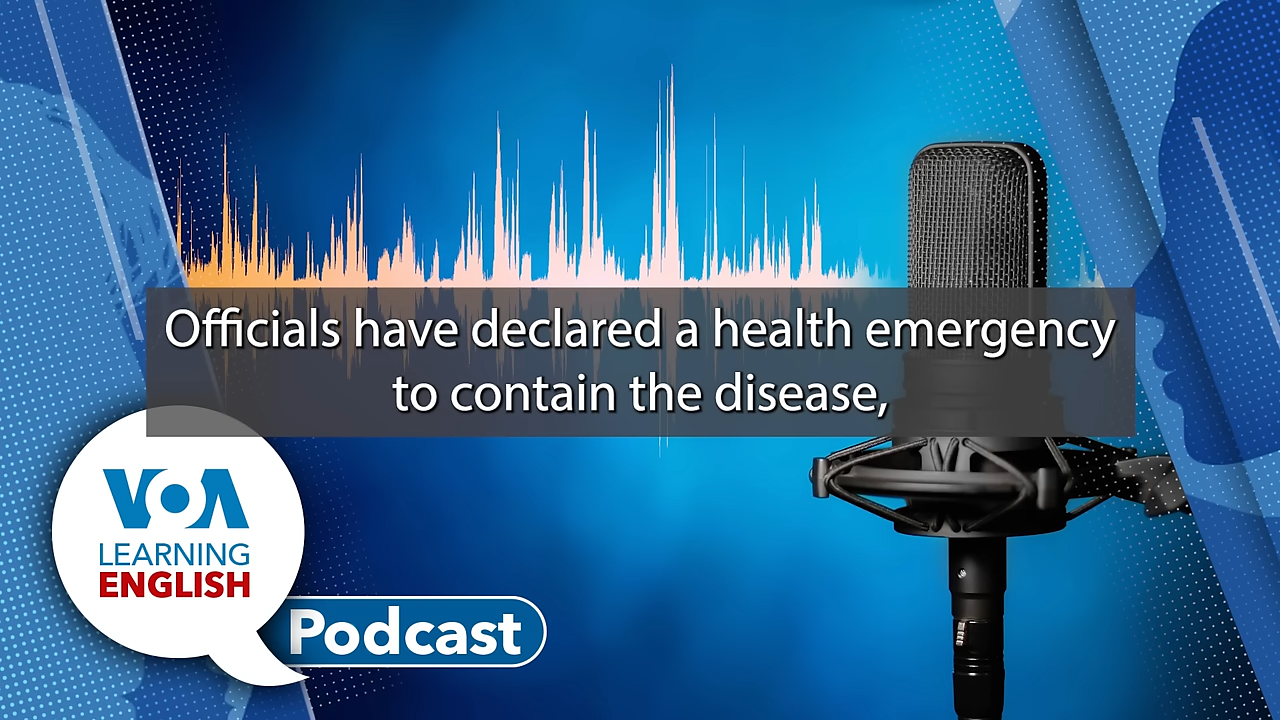 Officials have declared a health emergency
to contain the disease,
VOA
LEARNING
ENGLISH
Podcast